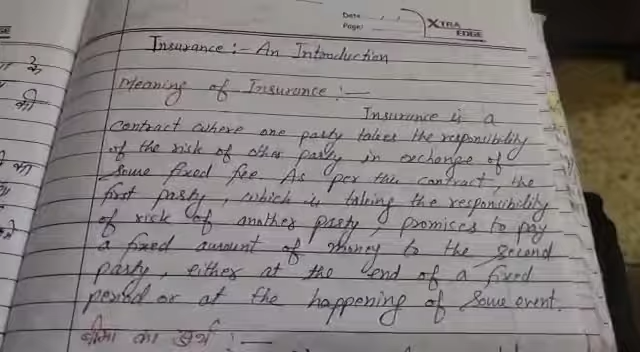 Date
Page:
XTRA
EDGE
Insurance:- An Introduction
Meaning of Insurance:-
Insurance is a
contract where one party takes the responsibility
of the risk of other party in exchange of
some fixed fee. As per this contract, the
first party, which is taking the responsibility
of risk of another party, promises to pay
a fixed amount of money to the second
party, either at the end of a fixed
period or at the happening of some event.
बीमा का अर्थ :-